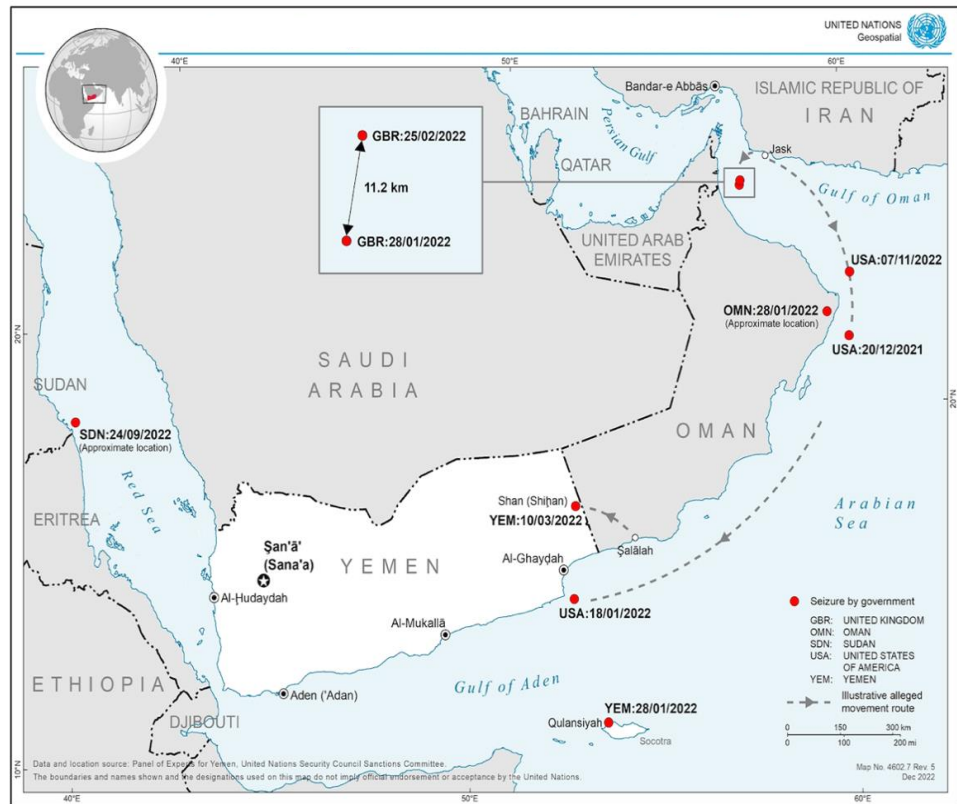 UNITED NATIONS
Geospatial
40°E
50°E
60°E
Bandar-e Abbās
ISLAMIC REPUBLIC OF
IRAN
BAHRAIN
Persian Gulf
GBR:25/02/2022
Jask
QATAR
11.2 km
Gulf of Oman
GBR:28/01/2022
UNITED ARAB
EMIRATES
USA:07/11/2022
OMN:28/01/2022
(Approximate location)
USA:20/12/2021
20°N
SAUDI
ARABIA
SUDAN
20°N
SDN:24/09/2022
(Approximate location)
OMAN
Red Sea
Shan (Shiḥan)
YEM:10/03/2022
Arabian
Sea
ERITREA
Şalālah
Şan'ā'
(Sana'a)
YEMEN
Al-Ghayḑah
Al-Ḩudaydah
USA:18/01/2022
Al-Mukallā
Seizure by government
GBR: UNITED KINGDOM
OMN: OMAN
SDN: SUDAN
USA: UNITED STATES
OF AMERICA
YEM: YEMEN
ETHIOPIA
Gulf of Aden
Aden ('Adan)
Illustrative alleged
movement route
DJIBOUTI
YEM:28/01/2022
Qulansiyah
Socotra
0 150 300 km
0 100 200 mi
Data and location source: Panel of Experts for Yemen, United Nations Security Council Sanctions Committee.
The boundaries and names shown and the designations used on this map do not imply official endorsement or acceptance by the United Nations.
Map No. 4602.7 Rev. 5
Dec 2022
10°N
40°E
50°E
60°E